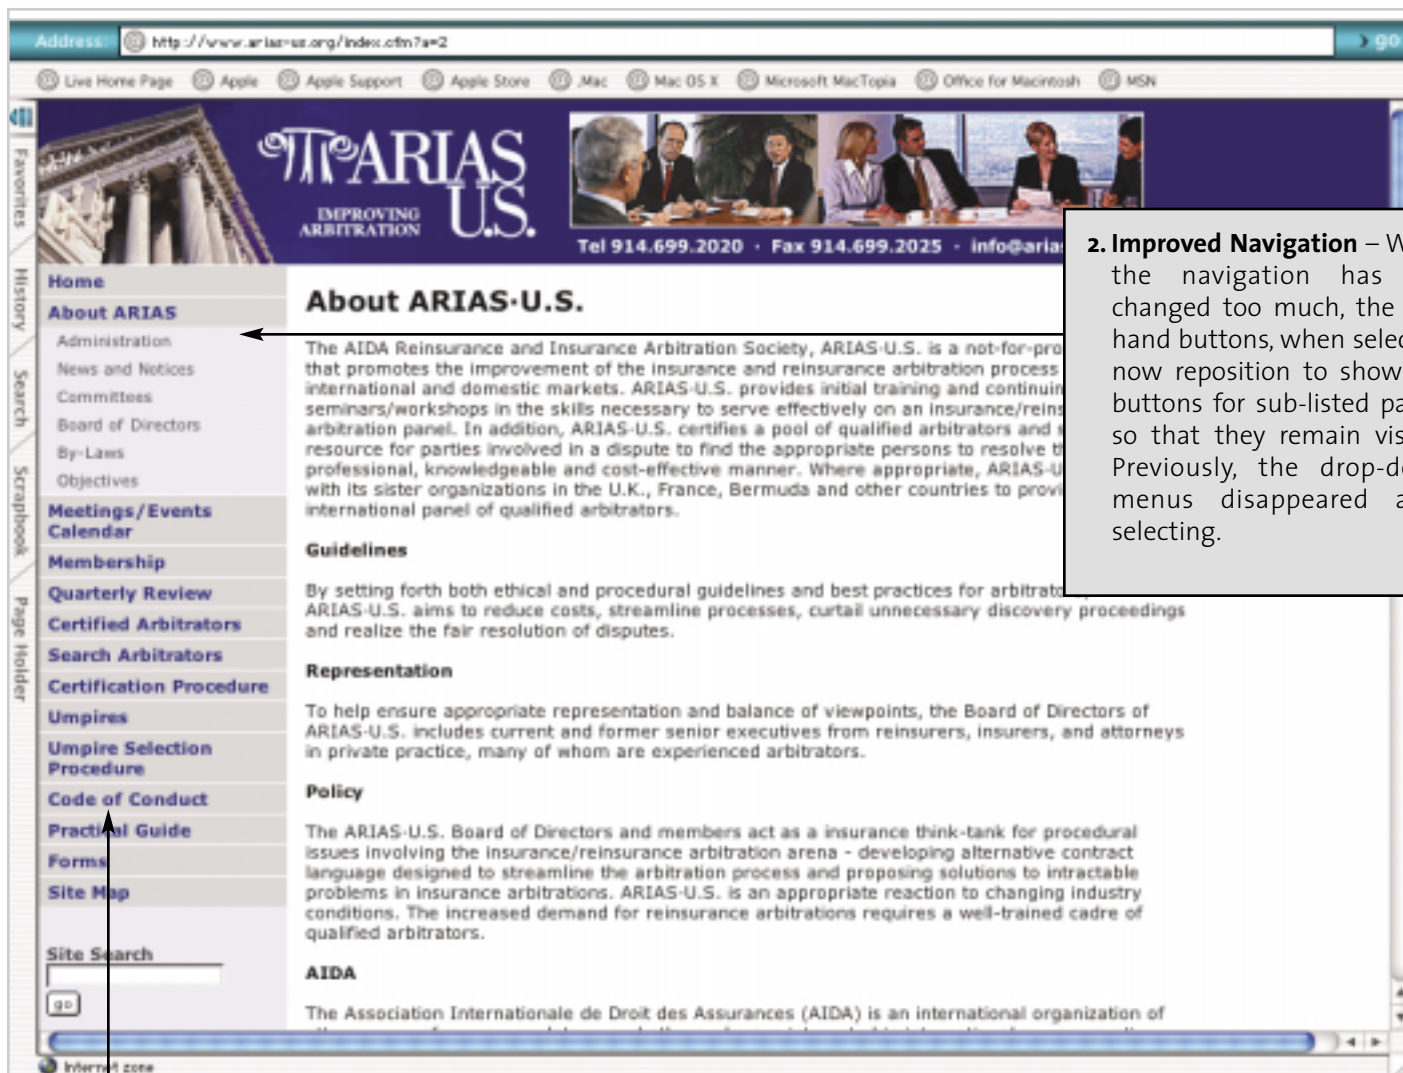 Address: http://www.arias-us.org/index.cfm?a=2 go
Live Home Page Apple Apple Support Apple Store .Mac Mac OS X Microsoft MacTopia Office for Macintosh MSN
Favorites
History
Search
Scrapbook
Page Holder
ARIAS
U.S.
IMPROVING
ARBITRATION
Tel 914.699.2020 · Fax 914.699.2025 · info@aria
Home
About ARIAS
Administration
News and Notices
Committees
Board of Directors
By-Laws
Objectives
Meetings/Events
Calendar
Membership
Quarterly Review
Certified Arbitrators
Search Arbitrators
Certification Procedure
Umpires
Umpire Selection
Procedure
Code of Conduct
Practical Guide
Forms
Site Map
Site Search
go
About ARIAS·U.S.
The AIDA Reinsurance and Insurance Arbitration Society, ARIAS·U.S. is a not-for-pro
that promotes the improvement of the insurance and reinsurance arbitration process
international and domestic markets. ARIAS·U.S. provides initial training and continuin
seminars/workshops in the skills necessary to serve effectively on an insurance/reins
arbitration panel. In addition, ARIAS·U.S. certifies a pool of qualified arbitrators and s
resource for parties involved in a dispute to find the appropriate persons to resolve th
professional, knowledgeable and cost-effective manner. Where appropriate, ARIAS·U
with its sister organizations in the U.K., France, Bermuda and other countries to provi
international panel of qualified arbitrators.
Guidelines
By setting forth both ethical and procedural guidelines and best practices for arbitrato
ARIAS·U.S. aims to reduce costs, streamline processes, curtail unnecessary discovery proceedings
and realize the fair resolution of disputes.
Representation
To help ensure appropriate representation and balance of viewpoints, the Board of Directors of
ARIAS·U.S. includes current and former senior executives from reinsurers, insurers, and attorneys
in private practice, many of whom are experienced arbitrators.
Policy
The ARIAS·U.S. Board of Directors and members act as a insurance think-tank for procedural
issues involving the insurance/reinsurance arbitration arena - developing alternative contract
language designed to streamline the arbitration process and proposing solutions to intractable
problems in insurance arbitrations. ARIAS·U.S. is an appropriate reaction to changing industry
conditions. The increased demand for reinsurance arbitrations requires a well-trained cadre of
qualified arbitrators.
AIDA
The Association Internationale de Droit des Assurances (AIDA) is an international organization of
2. Improved Navigation – W
the navigation has
changed too much, the
hand buttons, when selec
now reposition to show
buttons for sub-listed pa
so that they remain vis
Previously, the drop-d
menus disappeared a
selecting.
Internet zone